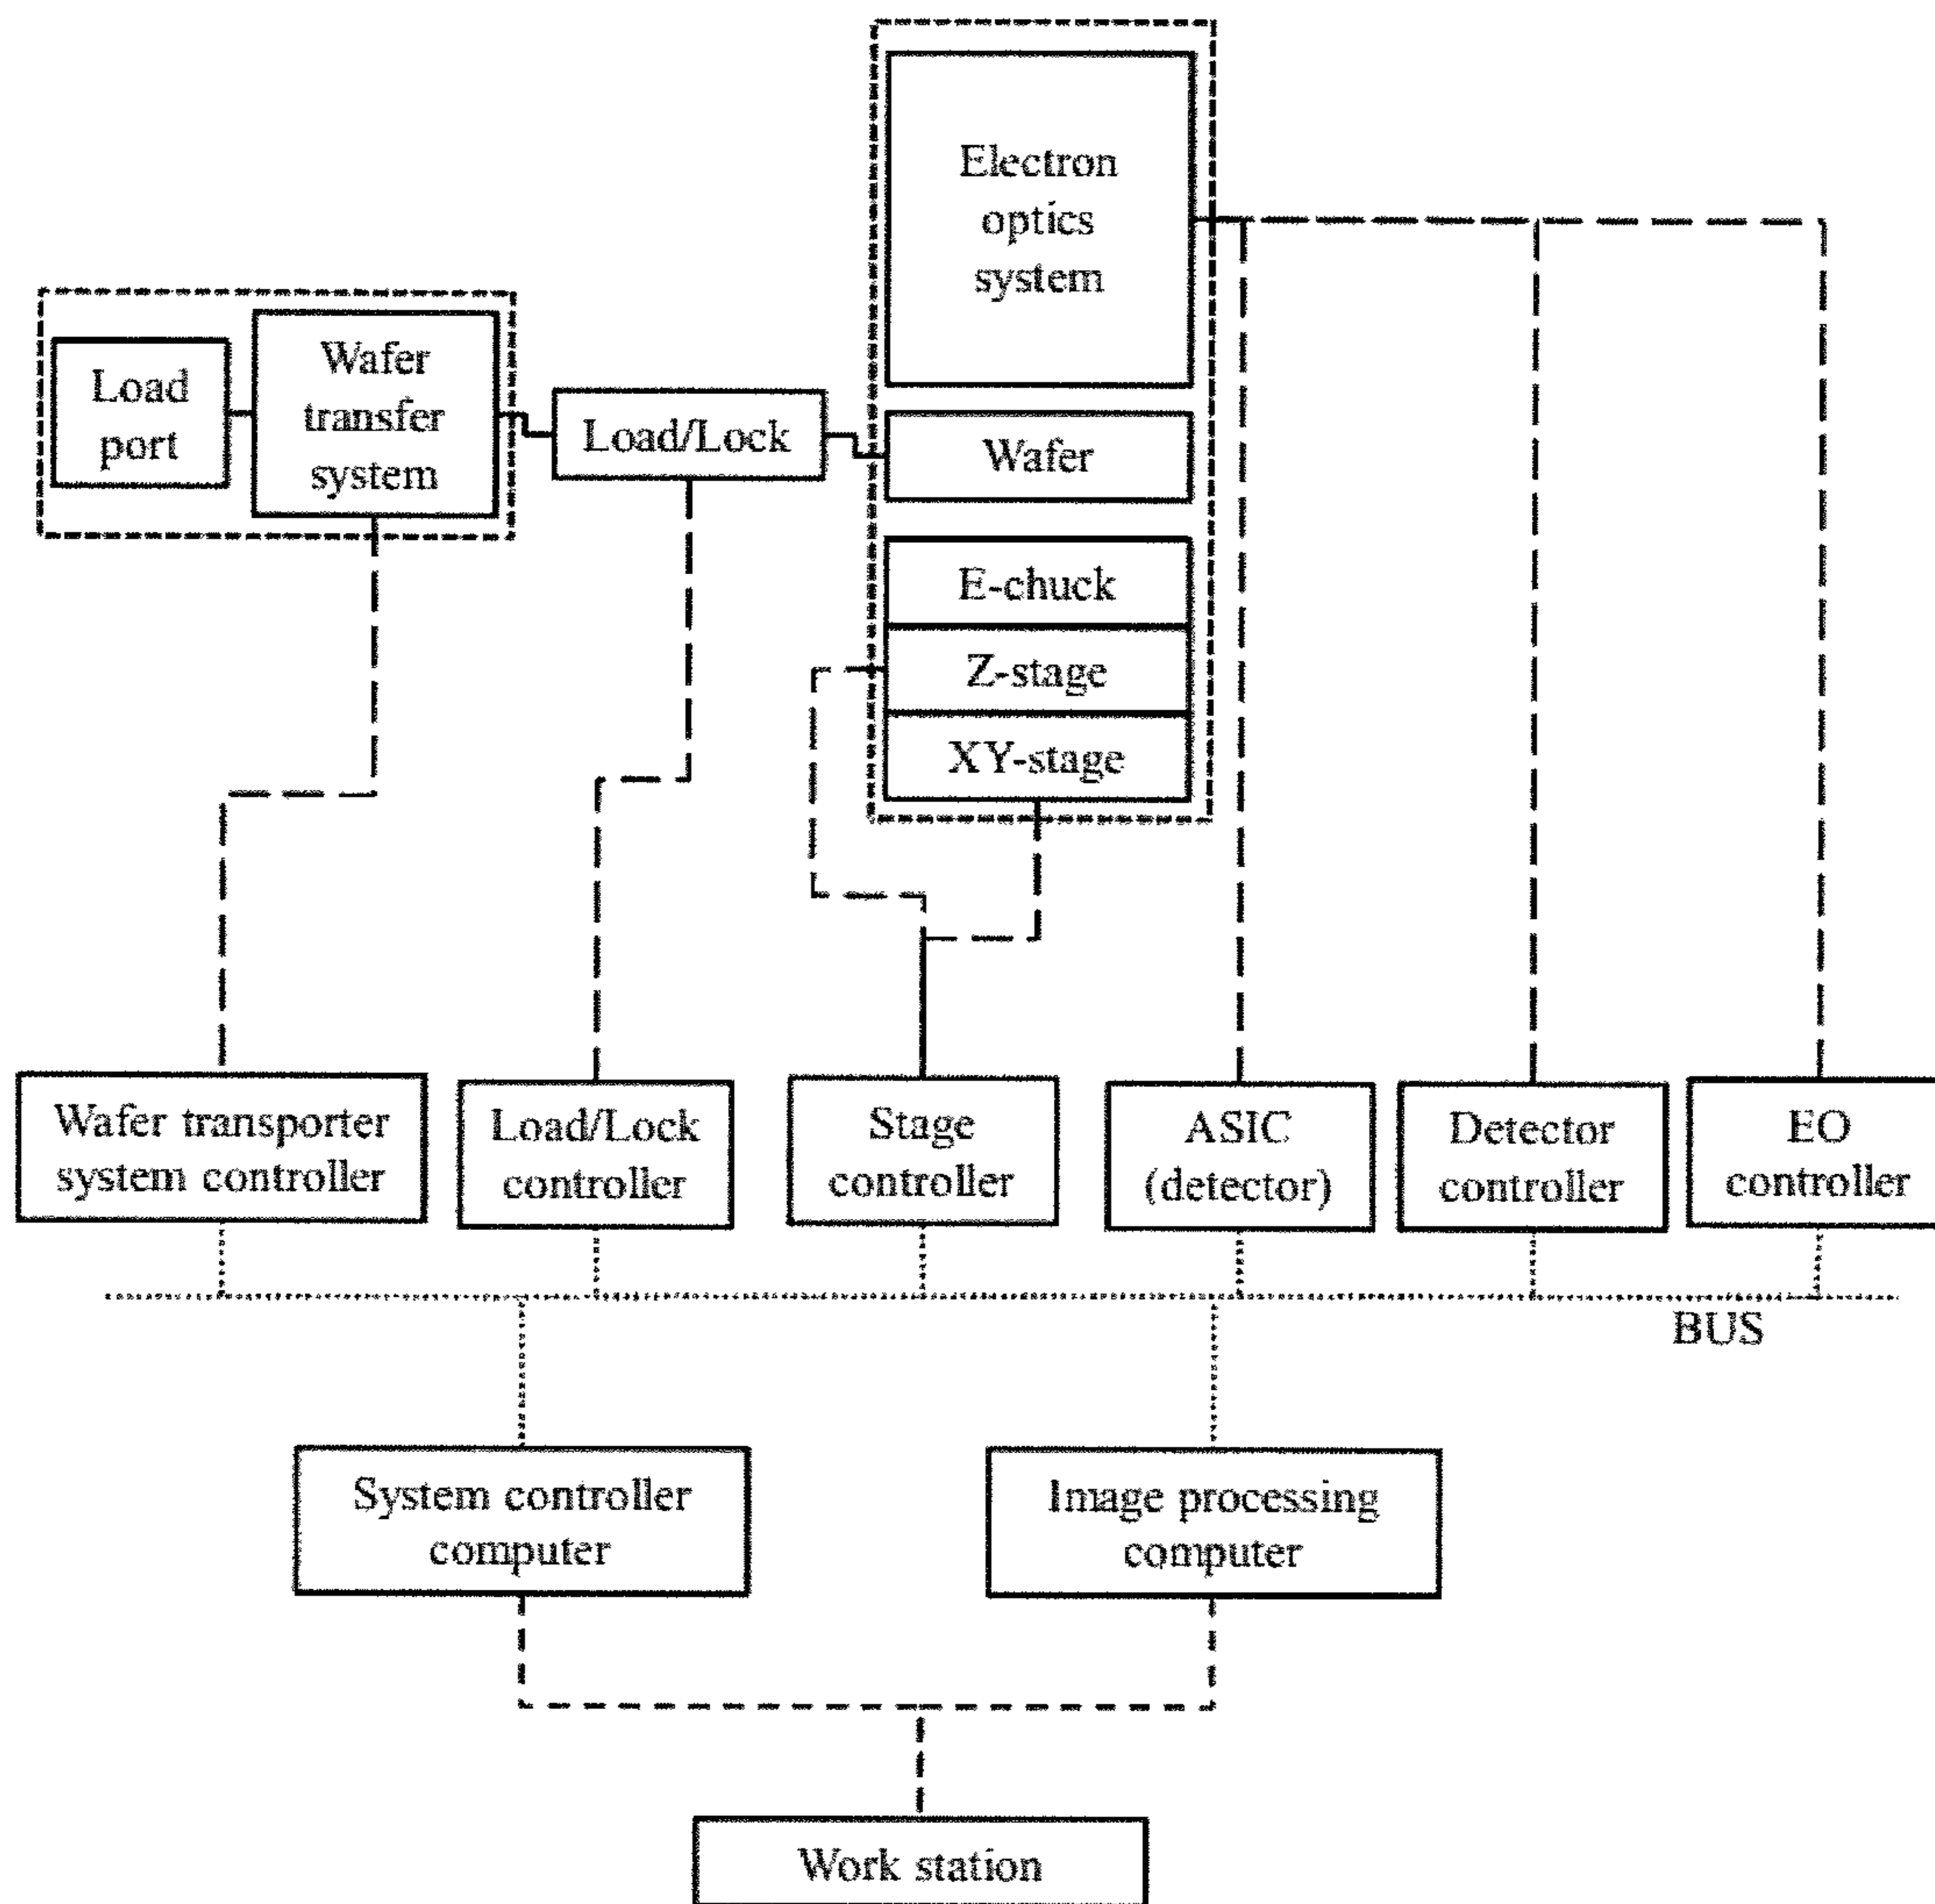 Electron
optics
system
Load
port
Wafer
transfer
system
Load/Lock
Wafer
E-chuck
Z-stage
XY-stage
Wafer transporter
system controller
Load/Lock
controller
Stage
controller
ASIC
(detector)
Detector
controller
EO
controller
BUS
System controller
computer
Image processing
computer
Work station